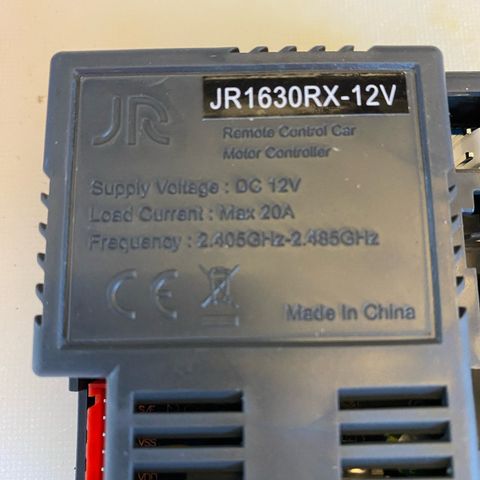 JR
JR1630RX-12V
Remote Control Car
Motor Controller
Supply Voltage : DC 12V
Load Current : Max 20A
Frequency : 2.405GHz-2.485GHz
CE
Made In China
VSS
VDD